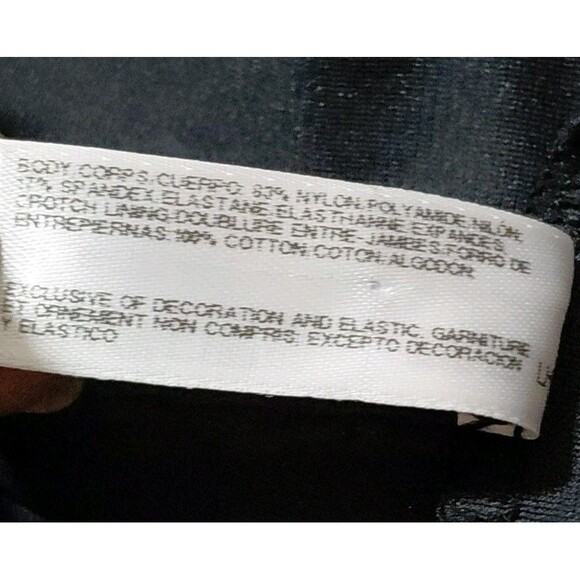 BODY: CORPS: CUERPO: 83% NYLON, POLYAMIDE, NILON,
17% SPANDEX, ELASTANE, ELASTHANNE, EXPANDEX,
CROTCH LINING: DOUBLURE ENTRE-JAMBES: FORRO DE
ENTREPIERNAS: 100% COTTON, COTON, ALGODON.
EXCLUSIVE OF DECORATION AND ELASTIC. GARNITURE
ET ORNEMENT NON COMPRIS. EXCEPTO DECORACION
Y ELASTICO